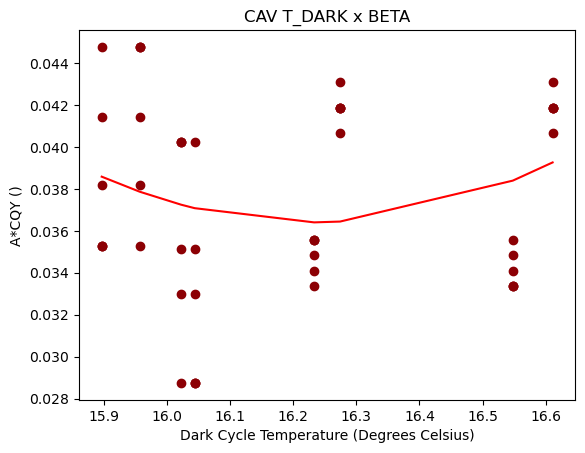 CAV T_DARK x BETA
0.044
0.042
0.040
0.038
0.036
0.034
0.032
0.030
0.028
A*CQY ()
15.9 16.0 16.1 16.2 16.3 16.4 16.5 16.6
Dark Cycle Temperature (Degrees Celsius)